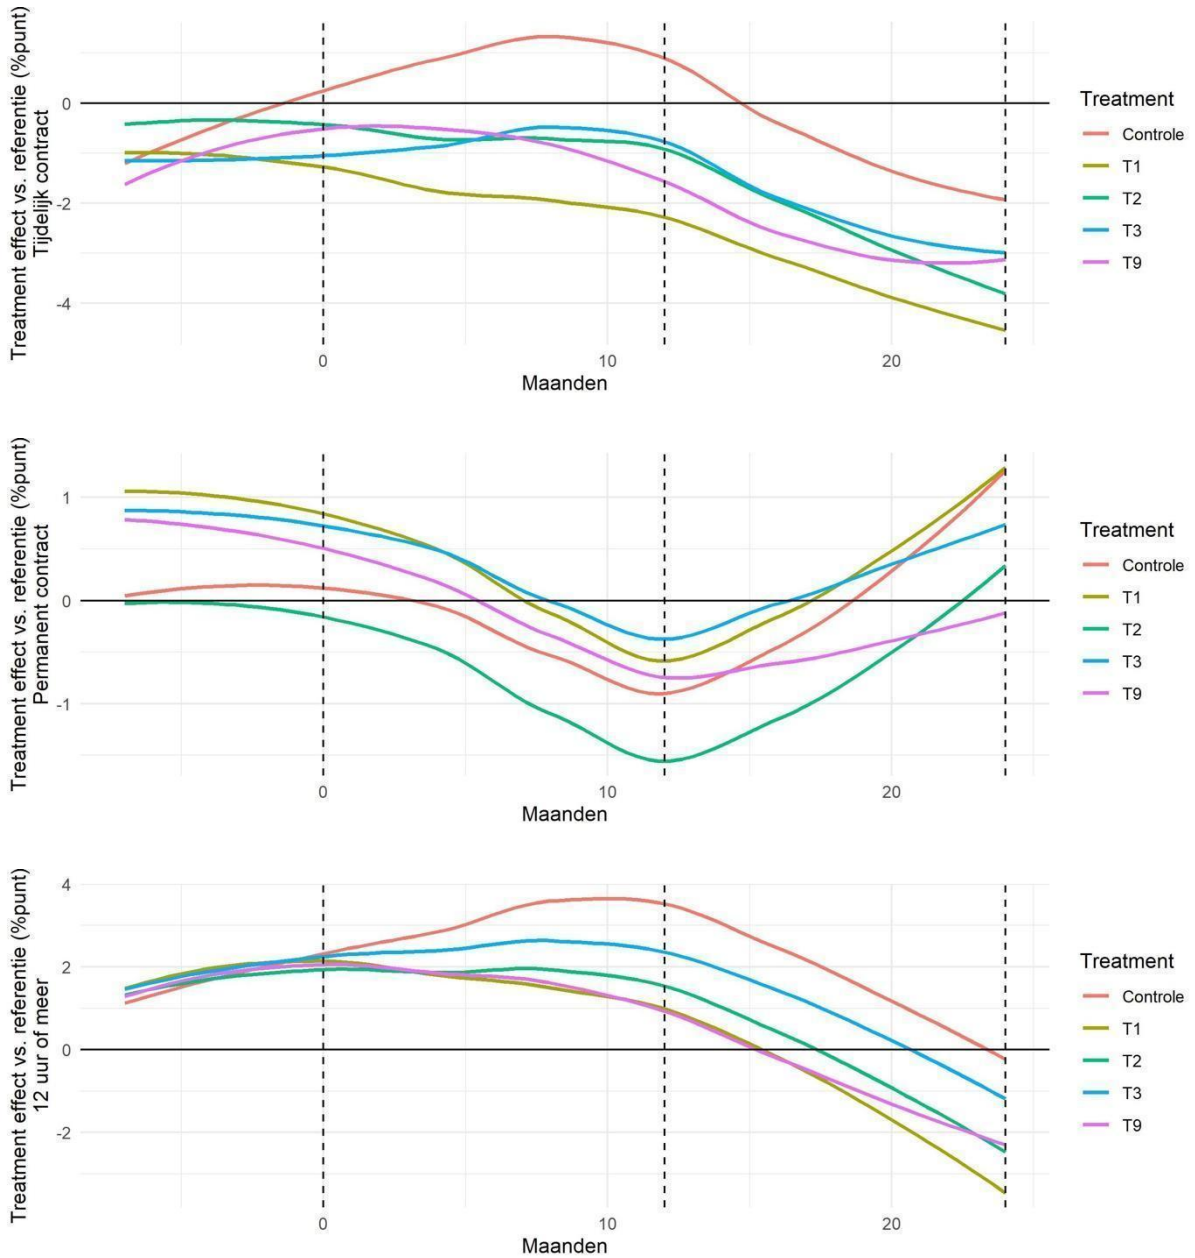 Treatment effect vs. referentie (%punt)
Tijdelijk contract
0
-2
-4
0
10
20
Maanden
Treatment
Controle
T1
T2
T3
T9
Treatment effect vs. referentie (%punt)
Permanent contract
1
0
-1
0
10
20
Maanden
Treatment
Controle
T1
T2
T3
T9
Treatment effect vs. referentie (%punt)
12 uur of meer
4
2
0
-2
0
10
20
Maanden
Treatment
Controle
T1
T2
T3
T9